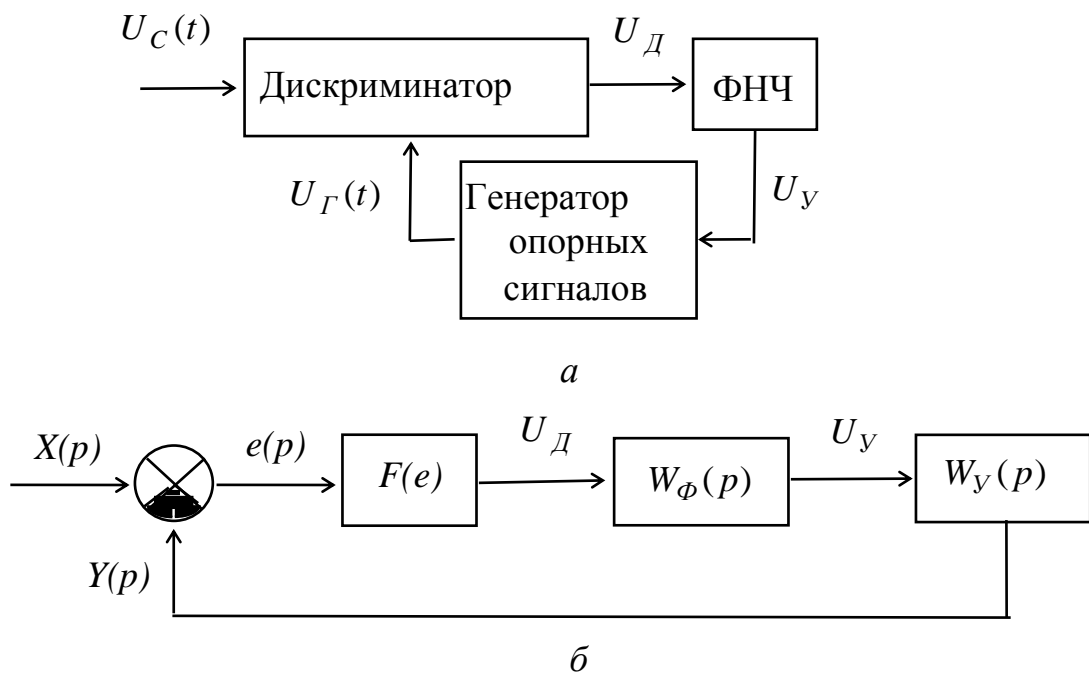 U_C(t)
Дискриминатор
U_Д
ФНЧ
U_Г(t)
Генератор
опорных
сигналов
U_У
а
X(p)
e(p)
F(e)
U_Д
W_Ф(p)
U_У
W_У(p)
Y(p)
б